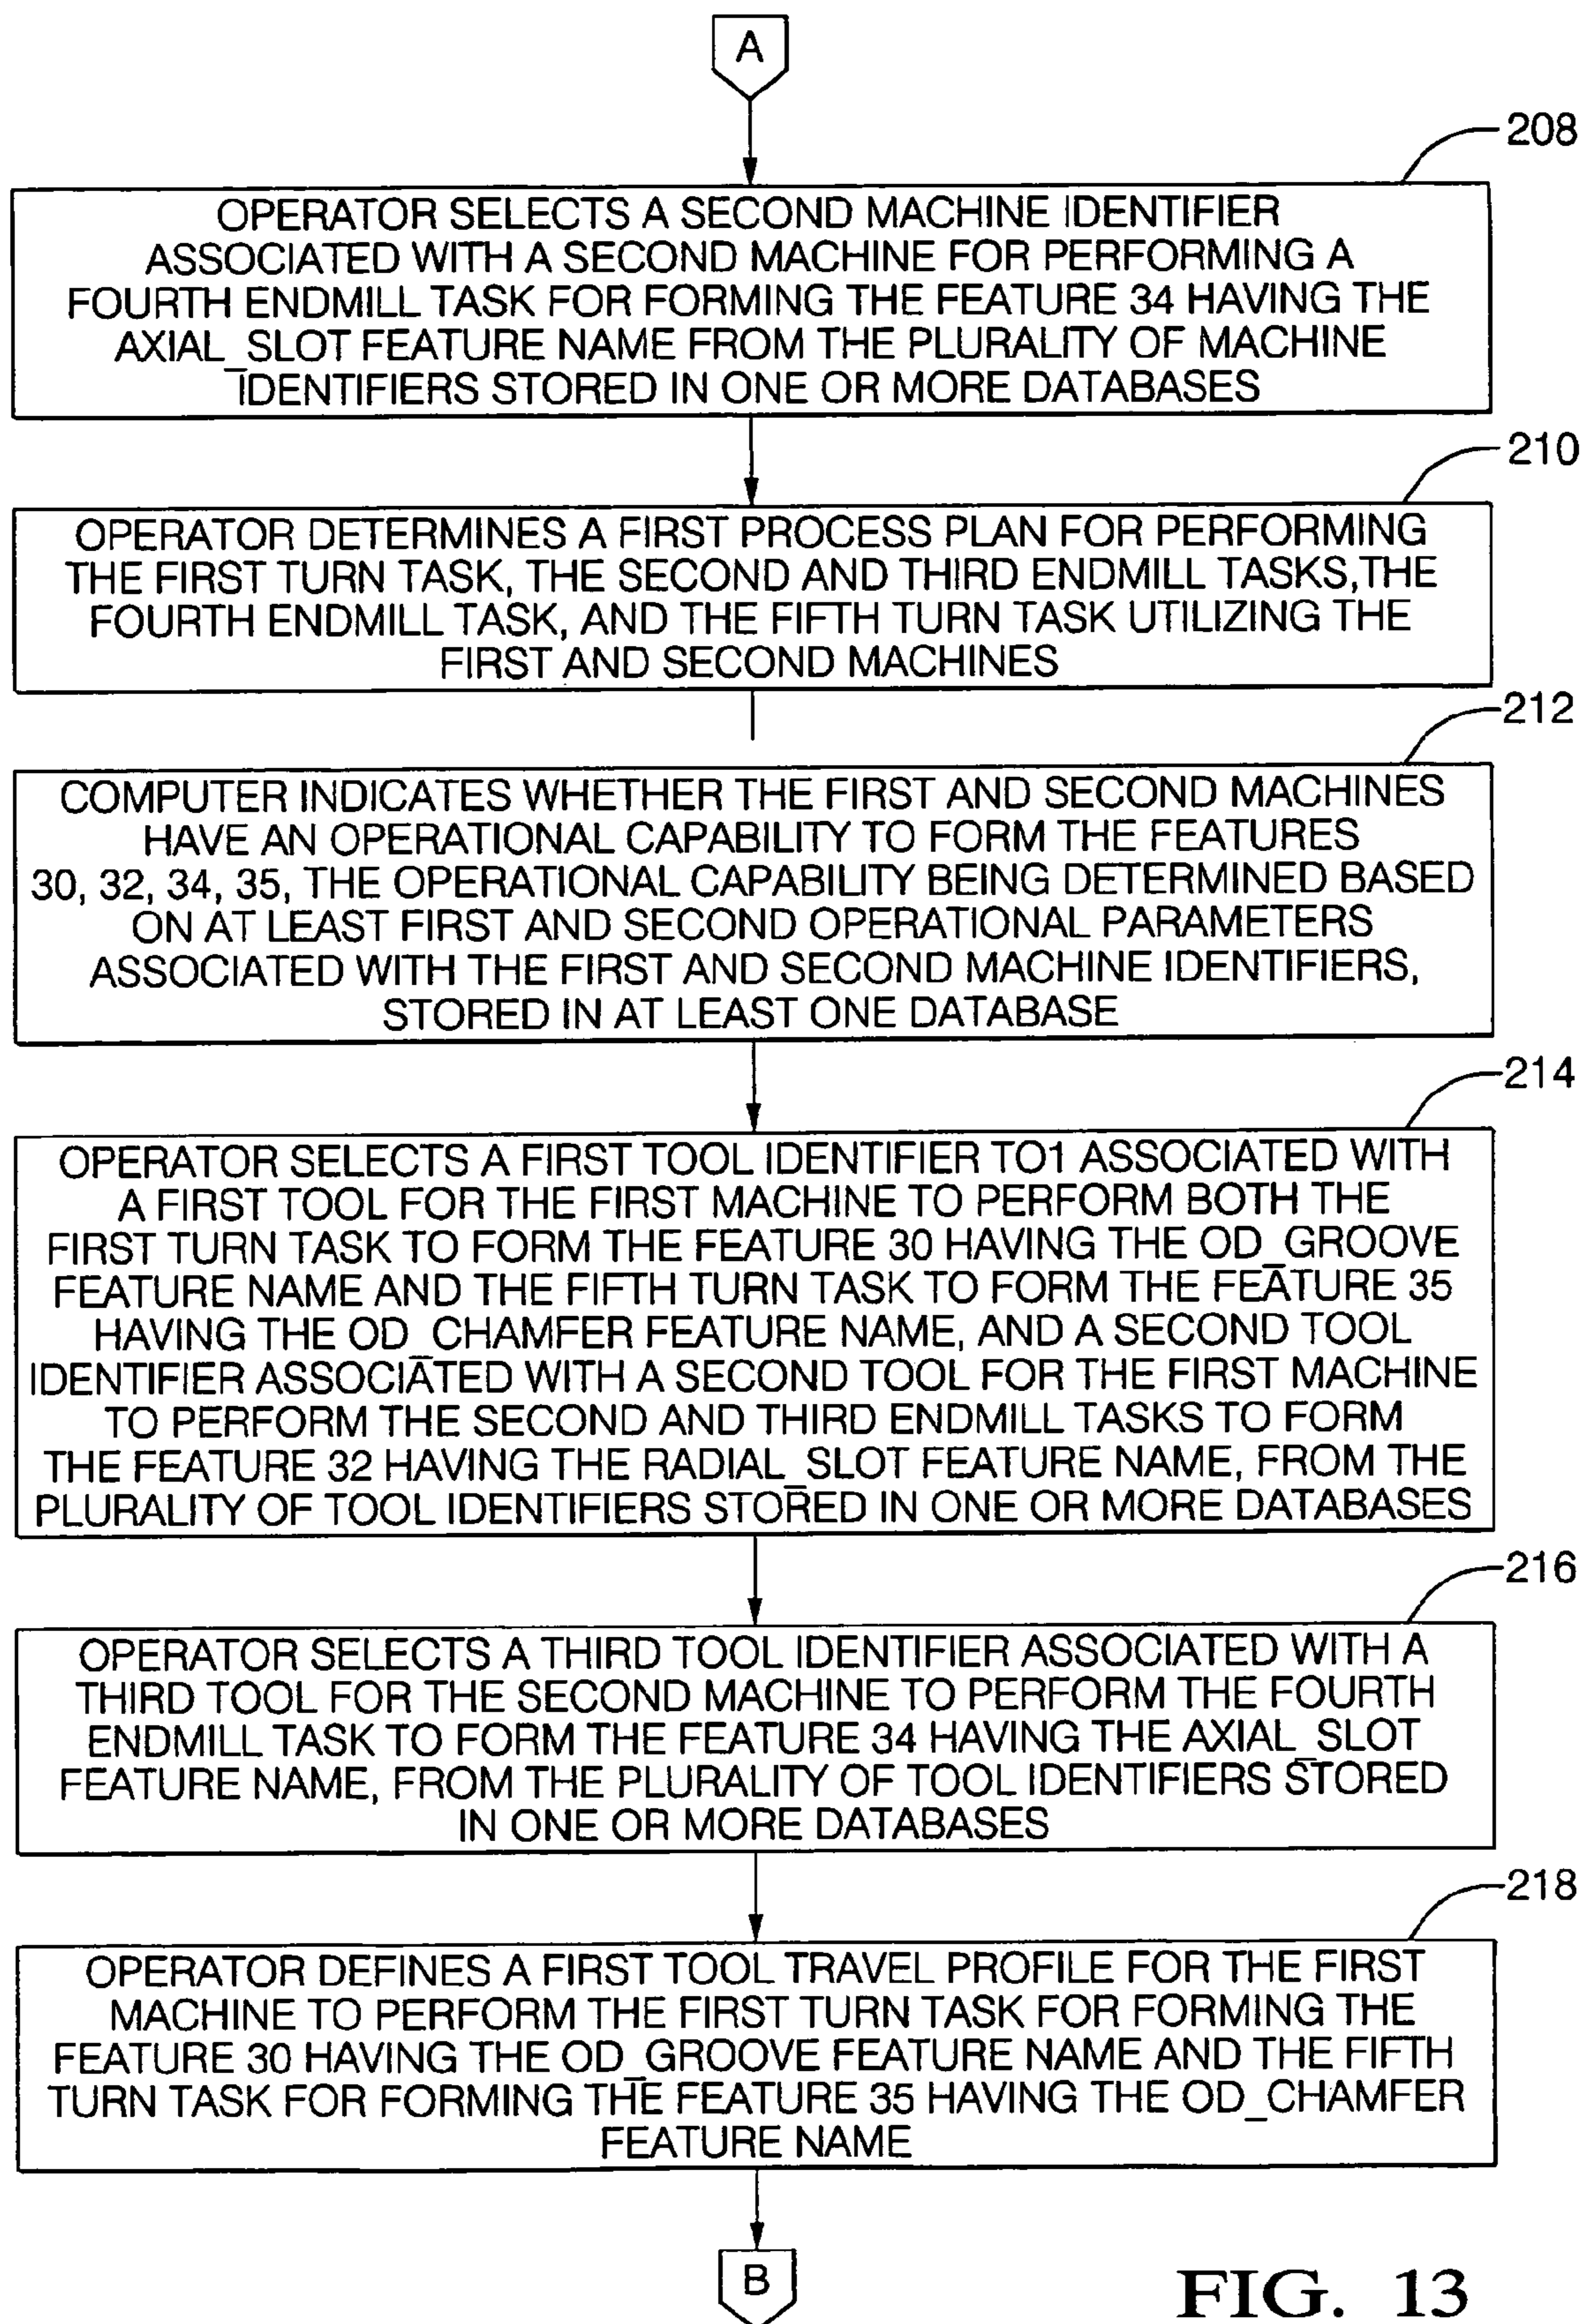 A
208
OPERATOR SELECTS A SECOND MACHINE IDENTIFIER
ASSOCIATED WITH A SECOND MACHINE FOR PERFORMING A
FOURTH ENDMILL TASK FOR FORMING THE FEATURE 34 HAVING THE
AXIAL_SLOT FEATURE NAME FROM THE PLURALITY OF MACHINE
IDENTIFIERS STORED IN ONE OR MORE DATABASES
210
OPERATOR DETERMINES A FIRST PROCESS PLAN FOR PERFORMING
THE FIRST TURN TASK, THE SECOND AND THIRD ENDMILL TASKS,THE
FOURTH ENDMILL TASK, AND THE FIFTH TURN TASK UTILIZING THE
FIRST AND SECOND MACHINES
212
COMPUTER INDICATES WHETHER THE FIRST AND SECOND MACHINES
HAVE AN OPERATIONAL CAPABILITY TO FORM THE FEATURES
30, 32, 34, 35, THE OPERATIONAL CAPABILITY BEING DETERMINED BASED
ON AT LEAST FIRST AND SECOND OPERATIONAL PARAMETERS
ASSOCIATED WITH THE FIRST AND SECOND MACHINE IDENTIFIERS,
STORED IN AT LEAST ONE DATABASE
214
OPERATOR SELECTS A FIRST TOOL IDENTIFIER TO1 ASSOCIATED WITH
A FIRST TOOL FOR THE FIRST MACHINE TO PERFORM BOTH THE
FIRST TURN TASK TO FORM THE FEATURE 30 HAVING THE OD_GROOVE
FEATURE NAME AND THE FIFTH TURN TASK TO FORM THE FEATURE 35
HAVING THE OD_CHAMFER FEATURE NAME, AND A SECOND TOOL
IDENTIFIER ASSOCIATED WITH A SECOND TOOL FOR THE FIRST MACHINE
TO PERFORM THE SECOND AND THIRD ENDMILL TASKS TO FORM
THE FEATURE 32 HAVING THE RADIAL_SLOT FEATURE NAME, FROM THE
PLURALITY OF TOOL IDENTIFIERS STORED IN ONE OR MORE DATABASES
216
OPERATOR SELECTS A THIRD TOOL IDENTIFIER ASSOCIATED WITH A
THIRD TOOL FOR THE SECOND MACHINE TO PERFORM THE FOURTH
ENDMILL TASK TO FORM THE FEATURE 34 HAVING THE AXIAL_SLOT
FEATURE NAME, FROM THE PLURALITY OF TOOL IDENTIFIERS STORED
IN ONE OR MORE DATABASES
218
OPERATOR DEFINES A FIRST TOOL TRAVEL PROFILE FOR THE FIRST
MACHINE TO PERFORM THE FIRST TURN TASK FOR FORMING THE
FEATURE 30 HAVING THE OD_GROOVE FEATURE NAME AND THE FIFTH
TURN TASK FOR FORMING THE FEATURE 35 HAVING THE OD_CHAMFER
FEATURE NAME
B
FIG. 13